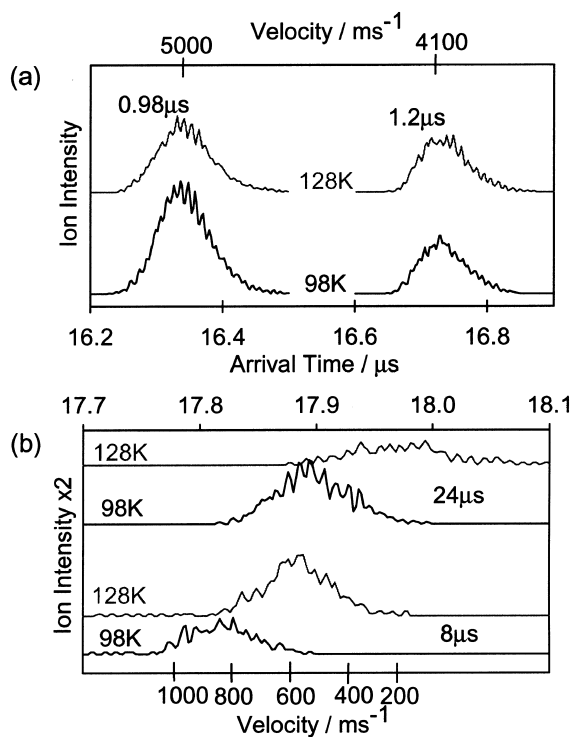 Velocity / ms-1
5000 4100
(a)
0.98μs 1.2μs
Ion Intensity
128K
98K
16.2 16.4 16.6 16.8
Arrival Time / μs
17.7 17.8 17.9 18.0 18.1
(b)
128K
98K 24μs
Ion Intensity x2
128K
98K 8μs
1000 800 600 400 200
Velocity / ms-1